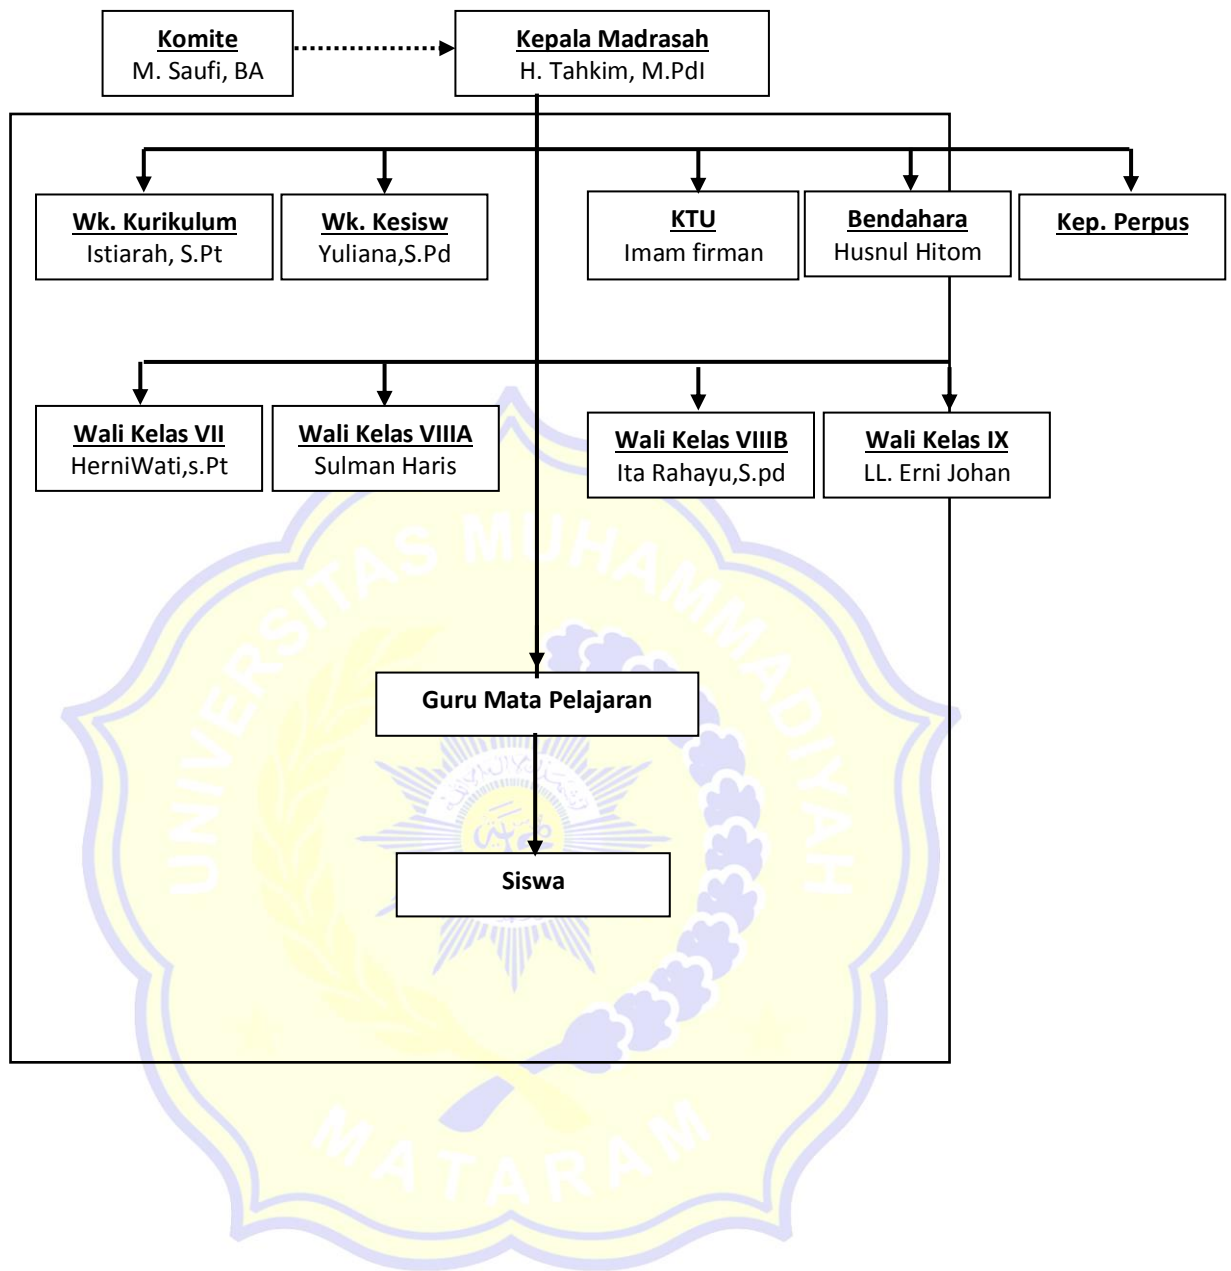 Komite
M. Saufi, BA
Kepala Madrasah
H. Tahkim, M.PdI
Wk. Kurikulum
Istiarah, S.Pt
Wk. Kesisw
Yuliana,S.Pd
KTU
Imam firman
Bendahara
Husnul Hitom
Kep. Perpus
Wali Kelas VII
HerniWati,s.Pt
Wali Kelas VIIIA
Sulman Haris
Wali Kelas VIIIB
Ita Rahayu,S.pd
Wali Kelas IX
LL. Erni Johan
Guru Mata Pelajaran
Siswa
UNIVERSITAS MUHAMMADIYAH
MATARAM